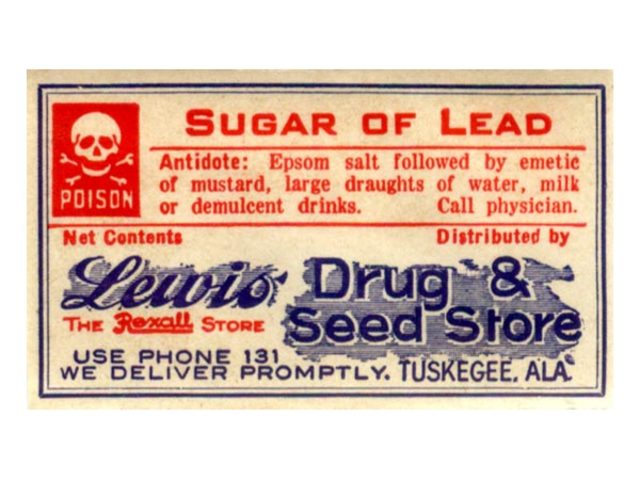 SUGAR OF LEAD
POISON
Antidote: Epsom salt followed by emetic
of mustard, large draughts of water, milk
or demulcent drinks. Call physician.
Net Contents Distributed by
Lewis Drug &
THE Rexall STORE Seed Store
USE PHONE 131
WE DELIVER PROMPTLY. TUSKEGEE, ALA.